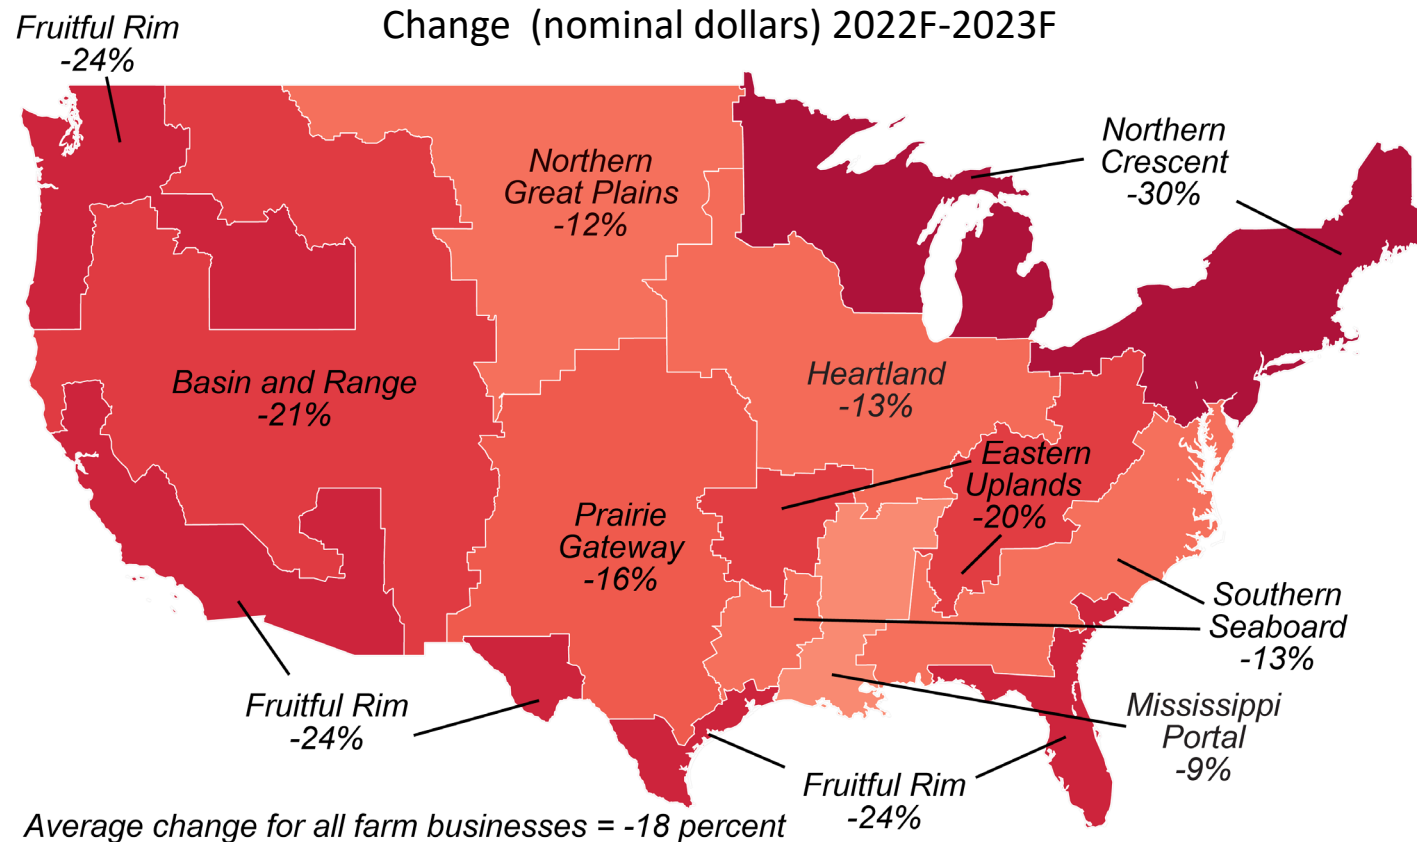 Change (nominal dollars) 2022F-2023F
Fruitful Rim
-24%
Northern
Crescent
-30%
Northern
Great Plains
-12%
Basin and Range
-21%
Heartland
-13%
Eastern
Uplands
-20%
Prairie
Gateway
-16%
Southern
Seaboard
-13%
Fruitful Rim
-24%
Mississippi
Portal
-9%
Fruitful Rim
-24%
Average change for all farm businesses = -18 percent